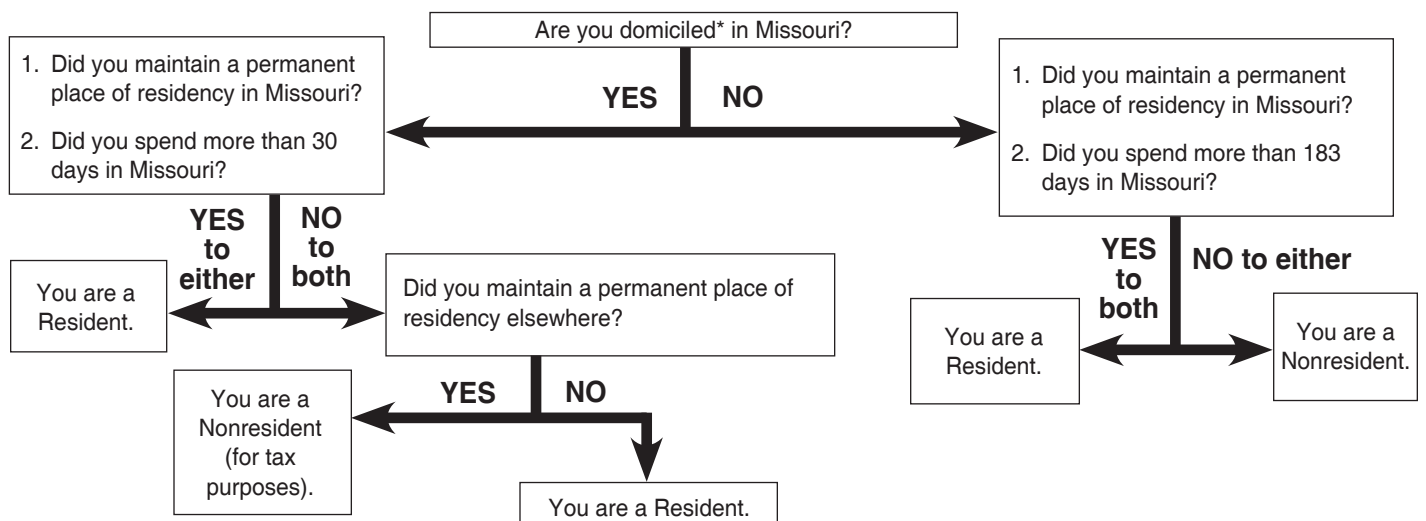 Are you domiciled* in Missouri?
YES NO
1. Did you maintain a permanent
place of residency in Missouri?
2. Did you spend more than 30
days in Missouri?
1. Did you maintain a permanent
place of residency in Missouri?
2. Did you spend more than 183
days in Missouri?
YES
to
either
NO
to
both
YES
to
both
NO to either
You are a
Resident.
Did you maintain a permanent place of
residency elsewhere?
You are a
Resident.
You are a
Nonresident.
YES NO
You are a
Nonresident
(for tax
purposes).
You are a Resident.